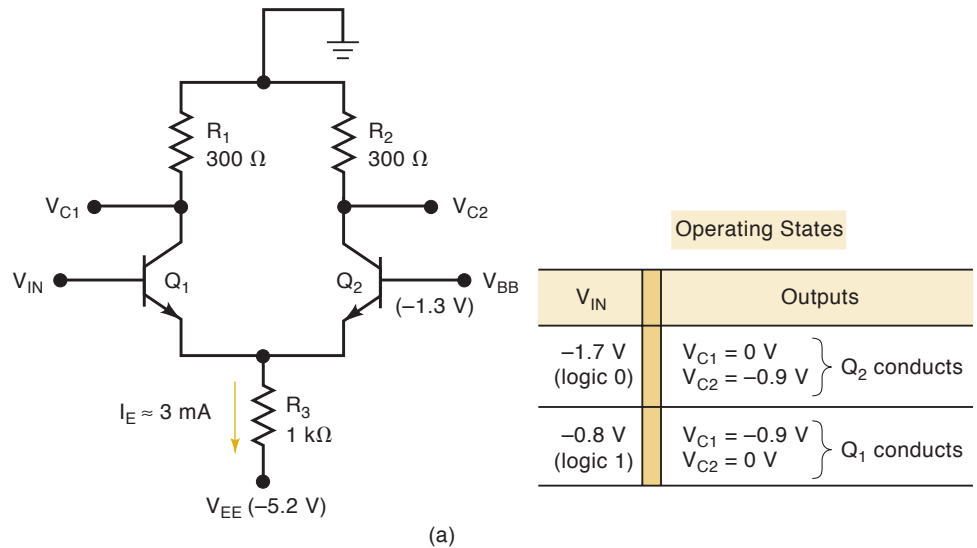 R1
300 Ω
R2
300 Ω
VC1
VC2
VIN
Q1
Q2
VBB
(–1.3 V)
IE ≈ 3 mA
R3
1 kΩ
VEE (–5.2 V)
Operating States
VIN Outputs
–1.7 V
(logic 0)
VC1 = 0 V
VC2 = –0.9 V
Q2 conducts
–0.8 V
(logic 1)
VC1 = –0.9 V
VC2 = 0 V
Q1 conducts
(a)